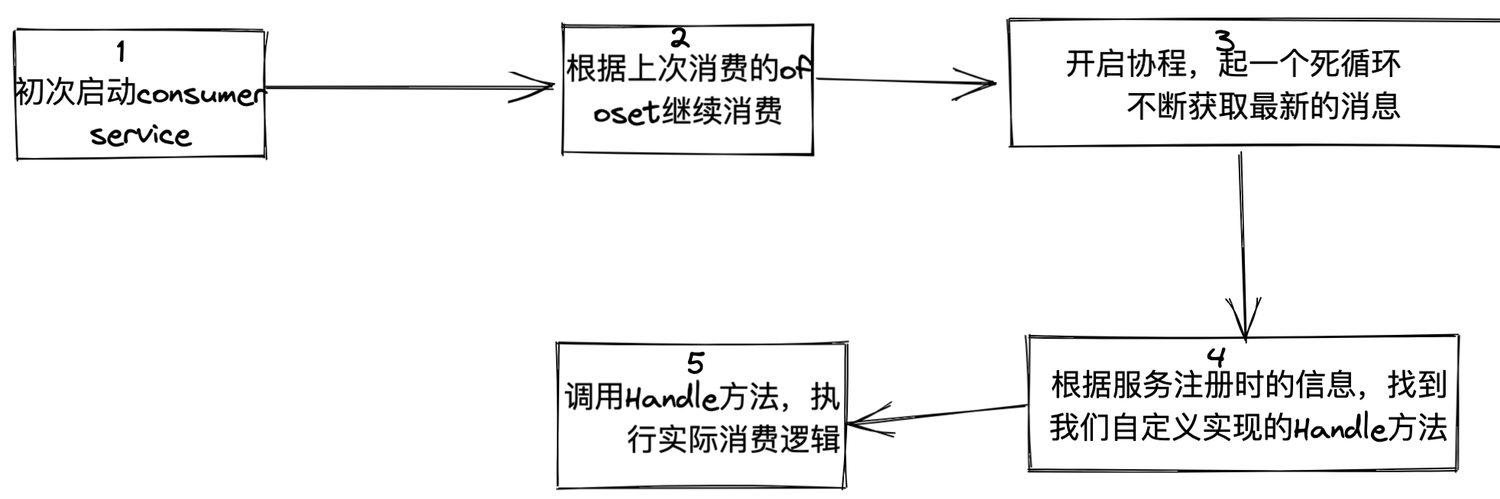 1
初次启动consumer
service
2
根据上次消费的of
oset继续消费
3
开启协程，起一个死循环
不断获取最新的消息
4
根据服务注册时的信息，找到
我们自定义实现的Handle方法
5
调用Handle方法，执
行实际消费逻辑